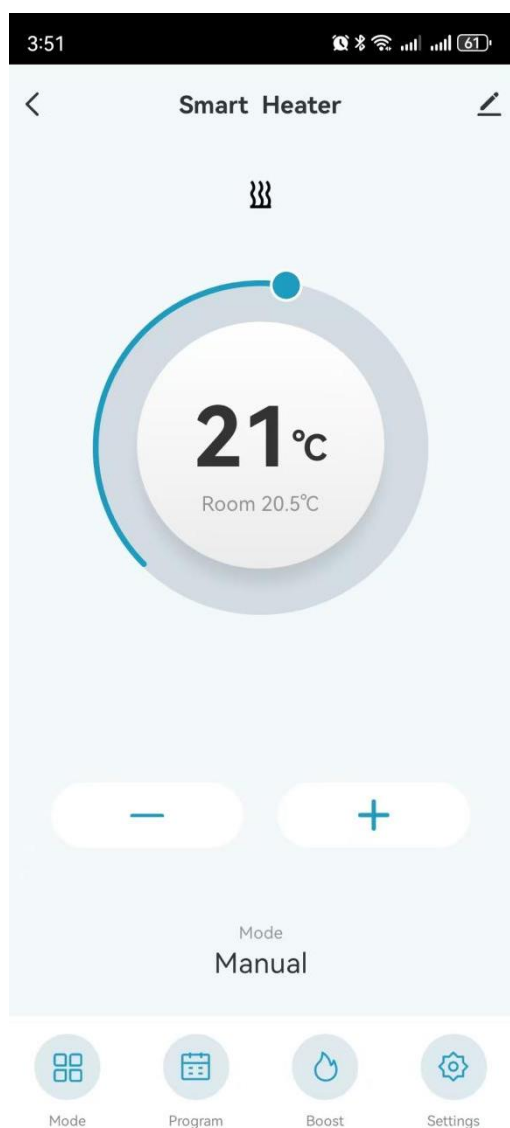 3:51 61
Smart Heater
21°C
Room 20.5°C
Mode
Manual
Mode Program Boost Settings